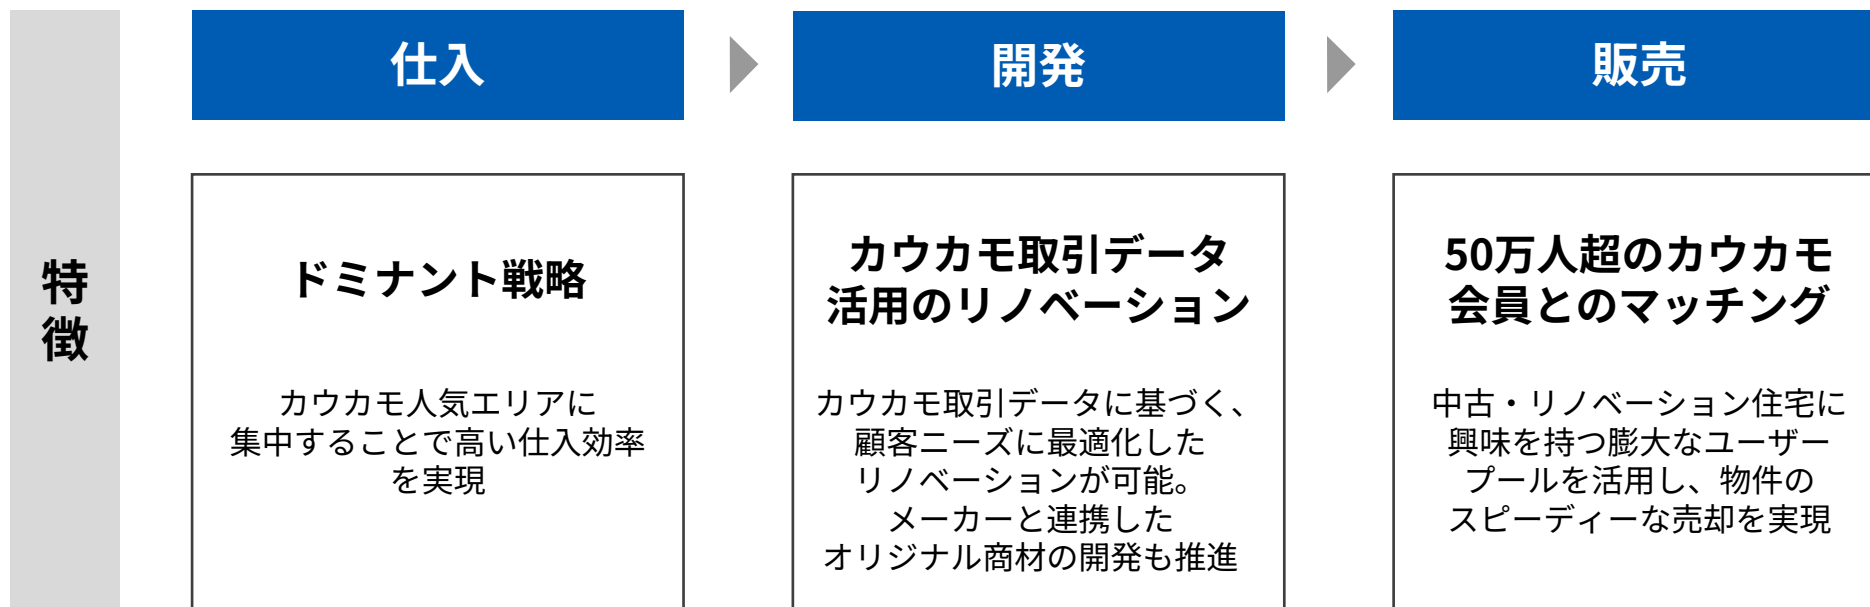 仕入
開発
販売
特
徴
ドミナント戦略
カウカモ人気エリアに
集中することで高い仕入効率
を実現
カウカモ取引データ
活用のリノベーション
カウカモ取引データに基づく、
顧客ニーズに最適化した
リノベーションが可能。
メーカーと連携した
オリジナル商材の開発も推進
50万人超のカウカモ
会員とのマッチング
中古・リノベーション住宅に
興味を持つ膨大なユーザー
プールを活用し、物件の
スピーディーな売却を実現